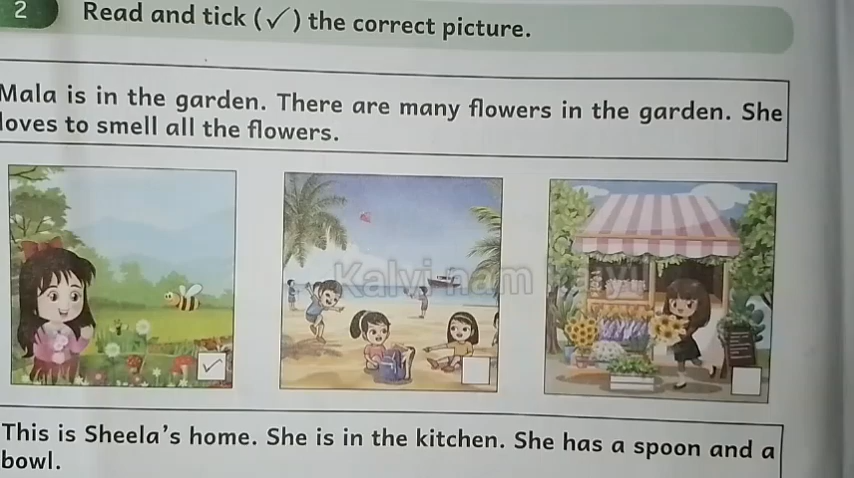 2 Read and tick (✓) the correct picture.
Mala is in the garden. There are many flowers in the garden. She
loves to smell all the flowers.
This is Sheela's home. She is in the kitchen. She has a spoon and a
bowl.